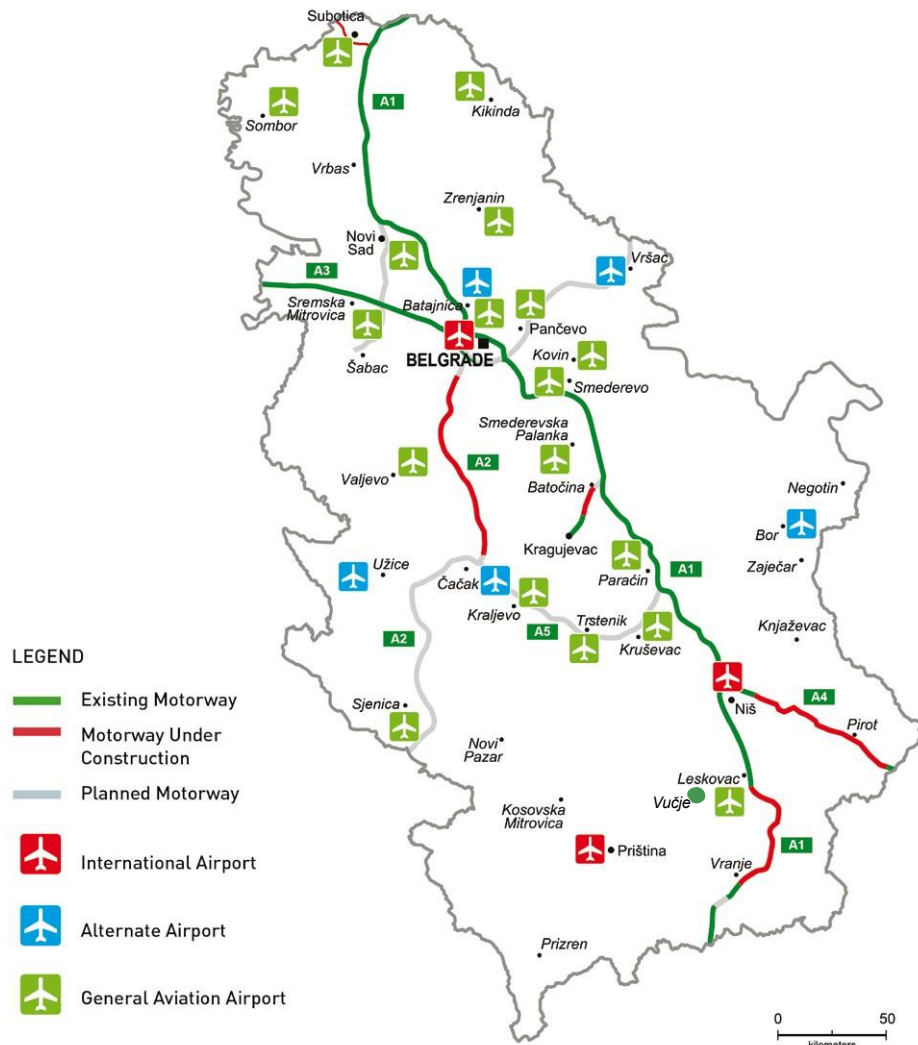 Subotica
A1
Kikinda
Sombor
Vrbas
Zrenjanin
Novi
Sad
Vršac
A3
Sremska
Mitrovica
Batajnica
Pančevo
BELGRADE
Šabac
Kovin
Smederevo
Smederevska
Palanka
A2
Valjevo
Batočina
Negotin
Bor
Kragujevac
Zaječar
Užice
Čačak
Paraćin
A1
Kraljevo
A5
Trstenik
Kruševac
Knjaževac
A2
LEGEND
Existing Motorway
Motorway Under
Construction
Planned Motorway
International Airport
Alternate Airport
General Aviation Airport
Sjenica
Novi
Pazar
Niš
A4
Pirot
Leskovac
Vučje
Kosovska
Mitrovica
Priština
A1
Vranje
Prizren
0 50
kilometers